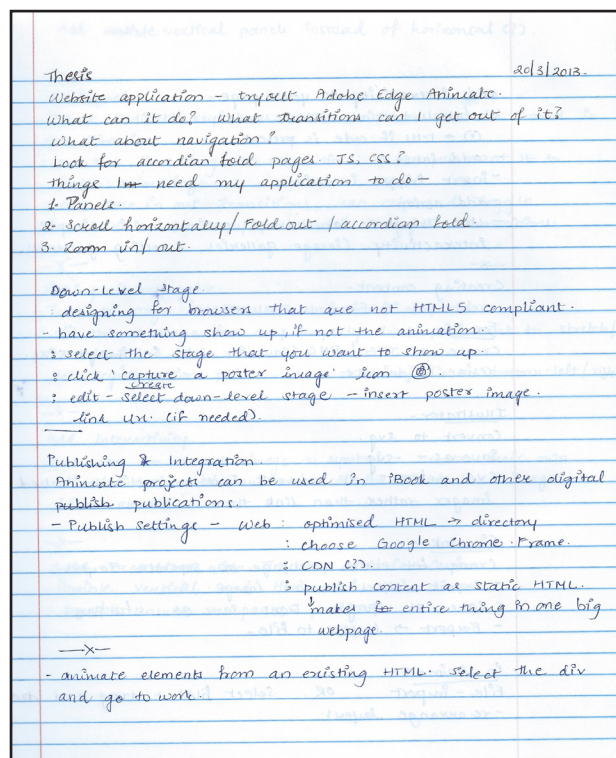 Thesis 20/3/2013.
Website application - tryout Adobe Edge Animate.
What can it do? What transitions can I get out of it?
What about navigation?
Look for accordian fold pages. JS, CSS?
things I need my application to do -
1. Panels.
2. Scroll horizontally / Fold out / accordian fold.
3. Zoom in / out.
Down-level stage.
: designing for browsers that are not HTML5 compliant.
- have something show up, if not the animation.
: select the stage that you want to show up.
: click 'capture a poster image' icon
create
: edit - select down-level stage - insert poster image.
link URL (if needed).
Publishing & Integration.
Animate projects can be used in iBook and other digital
publish publications.
- Publish Settings - Web : optimised HTML → directory
: choose Google Chrome Frame.
: CDN (?).
: publish content as static HTML.
makes entire thing in one big
webpage.
—x—
- animate elements from an existing HTML. Select the div
and go to work.